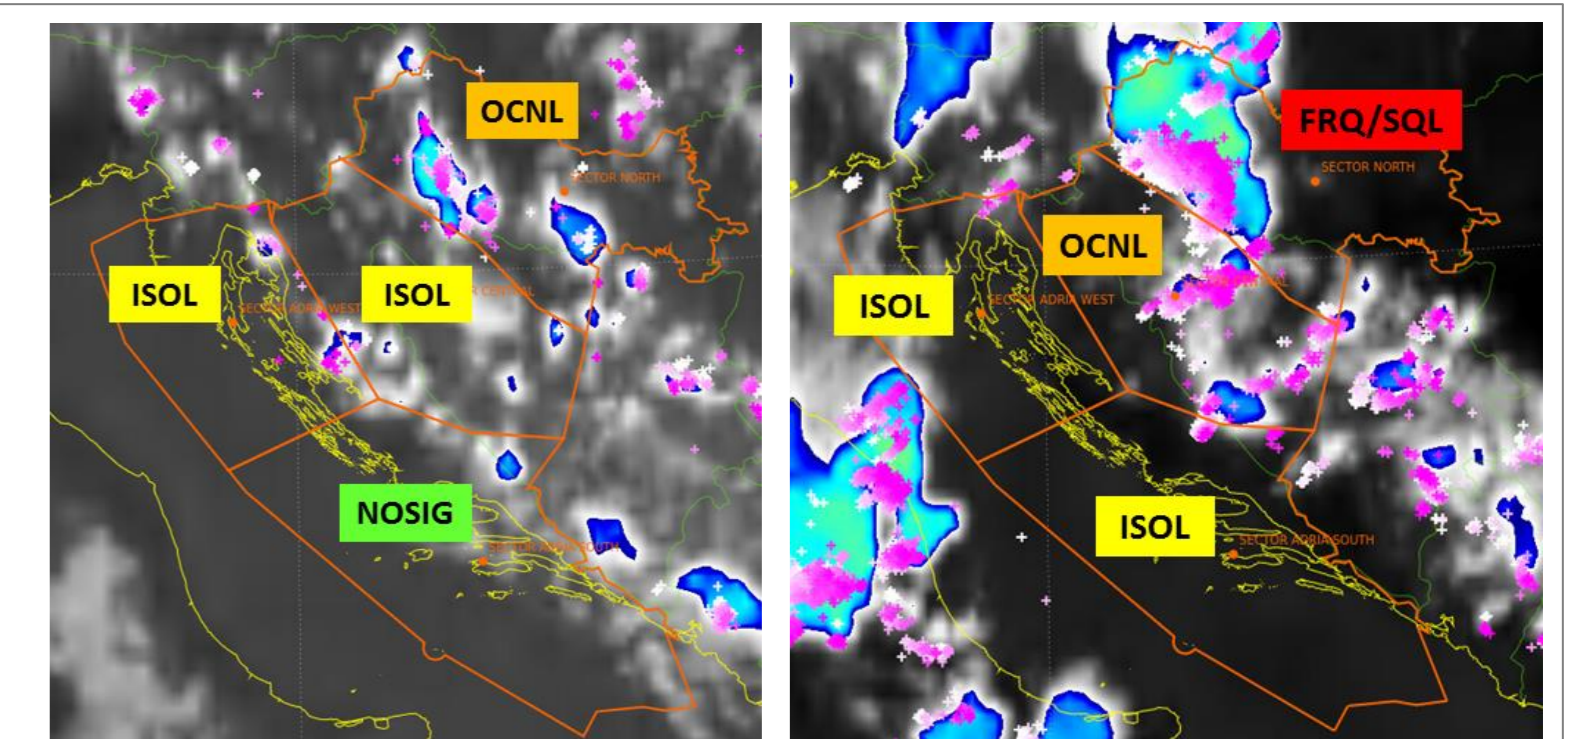 OCNL
SECTOR NORTH
ISOL
ISOL
SECTOR ADRIA WEST
R CENTRAL
NOSIG
SECTOR ADRIA SOUTH
FRQ/SQL
SECTOR NORTH
OCNL
ISOL
SECTOR ADRIA WEST
ISOL
SECTOR ADRIA SOUTH